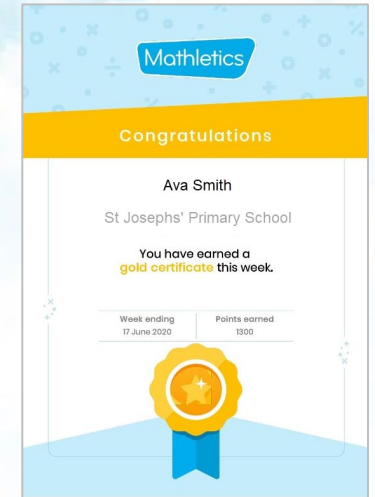 Mathletics
Congratulations
Ava Smith
St Josephs' Primary School
You have earned a
gold certificate this week.
Week ending
17 June 2020
Points earned
1300